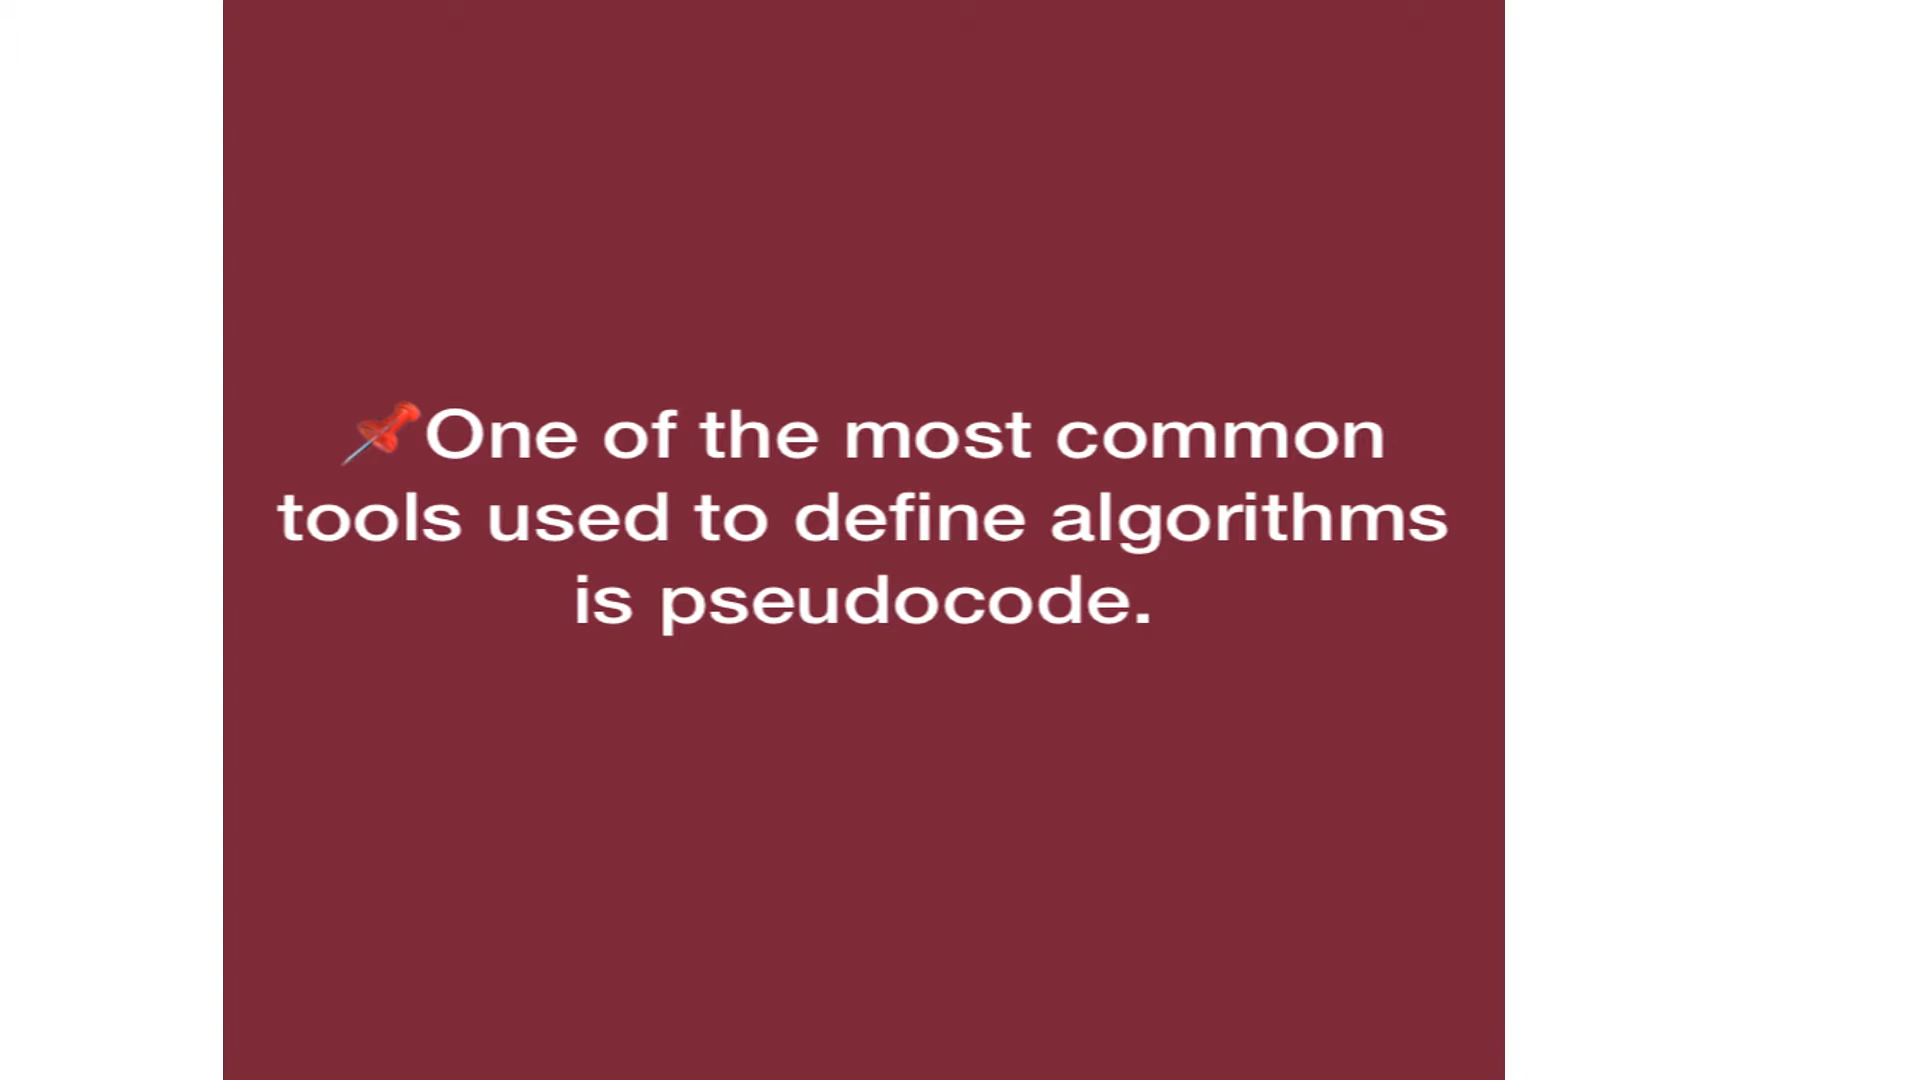 📌One of the most common
tools used to define algorithms
is pseudocode.